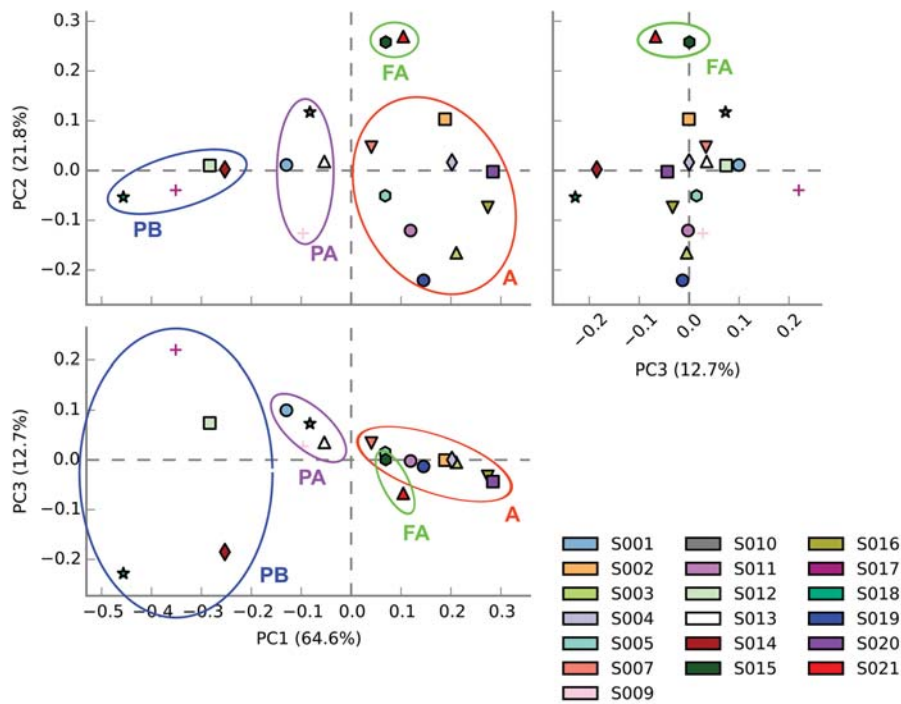 0.3
0.2
0.1
0.0
−0.1
−0.2
PC2 (21.8%)
FA
PB
PA
A
FA
−0.2
−0.1
0.0
0.1
0.2
PC3 (12.7%)
0.2
0.1
0.0
−0.1
−0.2
PC3 (12.7%)
PA
FA
A
PB
−0.5 −0.4 −0.3 −0.2 −0.1 0.0 0.1 0.2 0.3
PC1 (64.6%)
S001 S010 S016
S002 S011 S017
S003 S012 S018
S004 S013 S019
S005 S014 S020
S007 S015 S021
S009